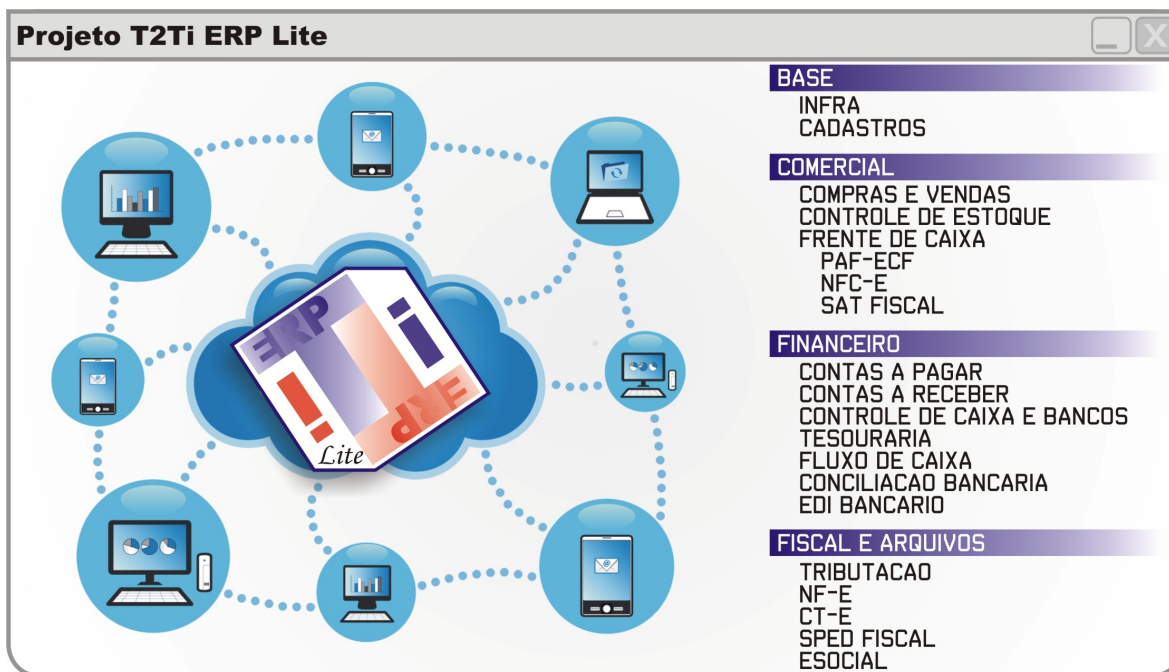 Projeto T2Ti ERP Lite
BASE
INFRA
CADASTROS
COMERCIAL
COMPRAS E VENDAS
CONTROLE DE ESTOQUE
FRENTE DE CAIXA
PAF-ECF
NFC-E
SAT FISCAL
FINANCEIRO
CONTAS A PAGAR
CONTAS A RECEBER
CONTROLE DE CAIXA E BANCOS
TESOURARIA
FLUXO DE CAIXA
CONCILIACAO BANCARIA
EDI BANCARIO
FISCAL E ARQUIVOS
TRIBUTACAO
NF-E
CT-E
SPED FISCAL
ESOCIAL
ERP
ERP
Lite